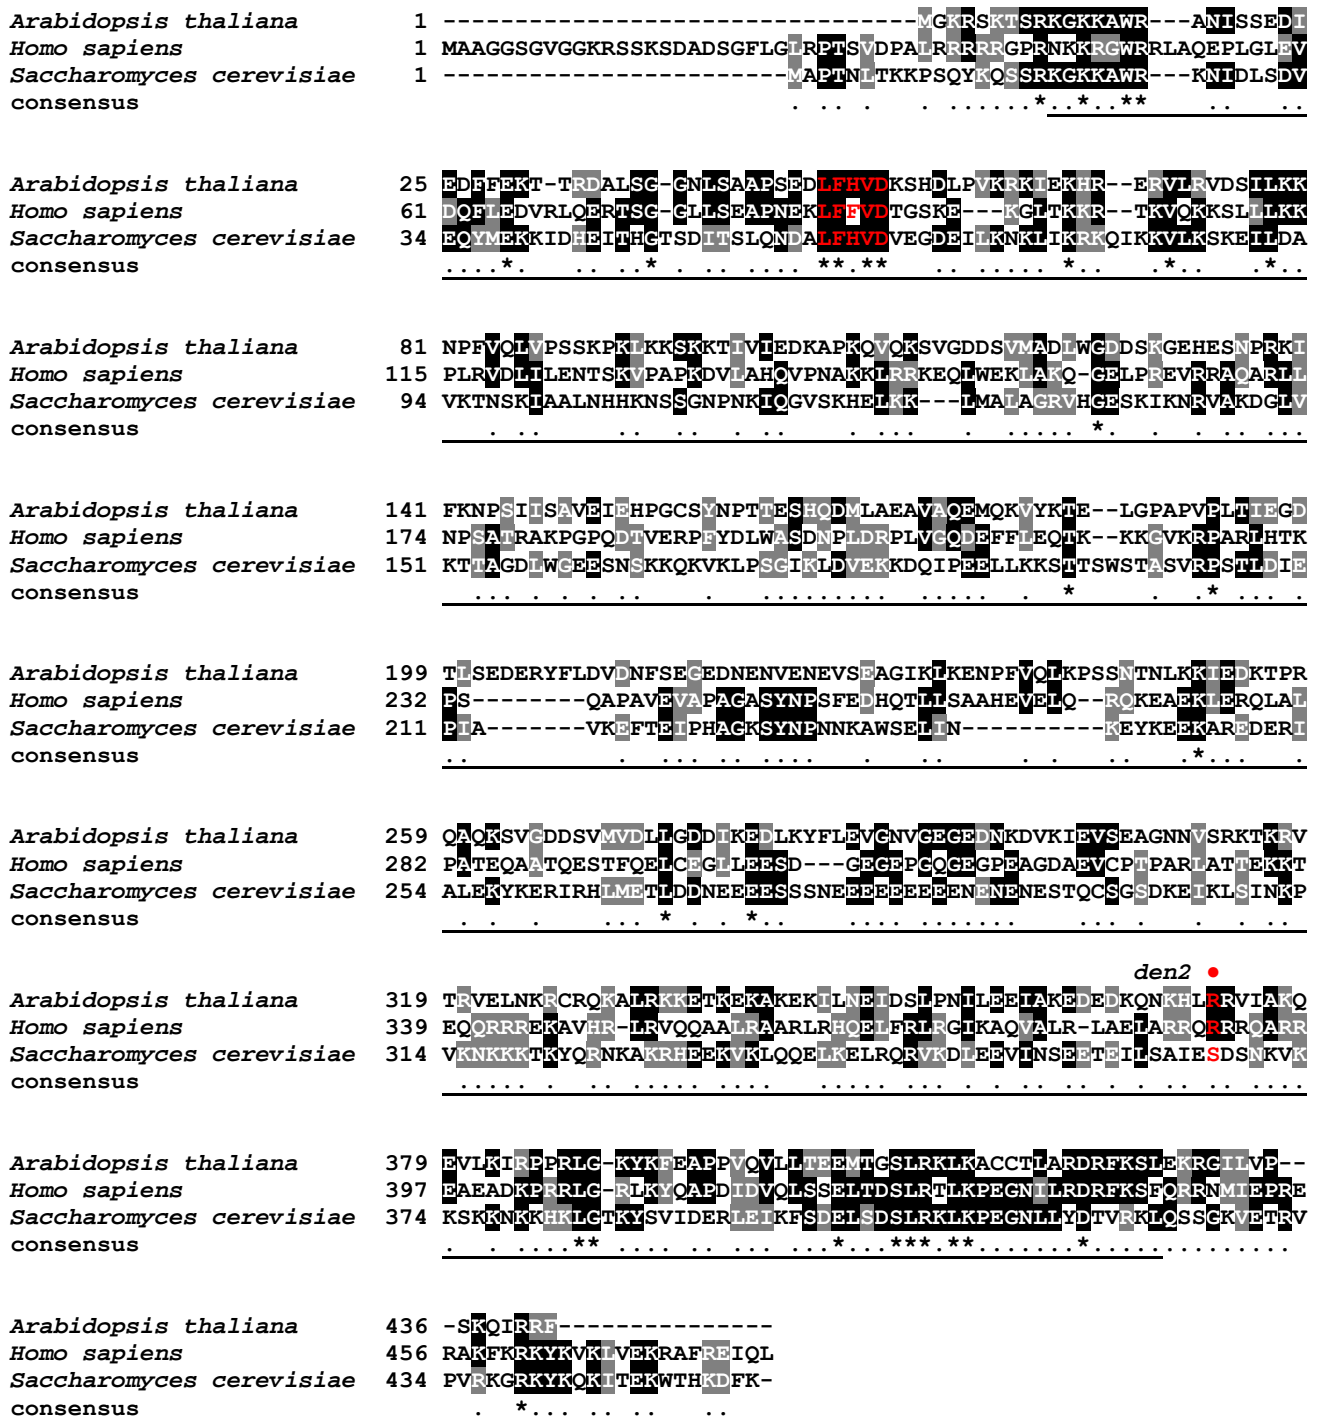 Arabidopsis thaliana 1 ---------------------------------MGKRSKTSRKGKKAWR---ANISSEDI
Homo sapiens 1 MAAGGSGVGGKRSSKSDADSGFLGLRPTSVDPALRRRRRGPRNKKRGWRRLAQEPLGLEV
Saccharomyces cerevisiae 1 ------------------------MAPTNLTKKPSQYKQSSRKGKKAWR---KNIDLSDV
consensus . .. . . ......*..*..** .. ..
Arabidopsis thaliana 25 EDFFEKT-TRDALSG-GNLSAAPSEDLFHVDKSHDLPVKRKIEKHR--ERVLRVDSILKK
Homo sapiens 61 DQFLEDVRLQERTSG-GLLSEAPNEKLFFVDTGSKE---KGLTKKR--TKVQKKSLLLKK
Saccharomyces cerevisiae 34 EQYMEKKIDHEITHGTSDITSLQNDALFHVDVEGDEILKNKLIKRKQIKKVLKSKEILDA
consensus ....*.. .. ..* . .. .... **.** .. .....*.. ..*.. ...*..
Arabidopsis thaliana 81 NPFVQLVPSSKPKLKKSKKTIVIEDKAPKQVQKSVGDDSVMADLWGDDSKGEHESNPRKI
Homo sapiens 115 PLRVDLILENTSKVPAPKDVLAHQVPNAKKLRRKEQLWEKLAKQ-GELPREVRRAQARLL
Saccharomyces cerevisiae 94 VKTNSKIAALNHHKNSSGNPNKIQGVSKHELKK---LMALAGRVHGESKIKNRVAKDGLV
consensus . .. .. .. . .. . ... . .....*. . . . ...
Arabidopsis thaliana 141 FKNPSIISAVEIEHPGCSYNPTTESHQDMLAEAVAQEMQKVYKTE--LGPAPVPLTIEGD
Homo sapiens 174 NPSATRAKPGPQDTVERPFYDLWASDNPLDRPLVGQDEFFLEQTK--KKGVKRPARLHTK
Saccharomyces cerevisiae 151 KTTAGDLWGEESNSKKQKVKLPSGIKLDVEKKDQIPEELLKKSTTSWSTASVRPSTLDIE
consensus ... . . .. . . ......... .... . * . .*.. ..
Arabidopsis thaliana 199 TLSEDERYFLDVDNFSEGEDNENVENEVSEAGIKLKENPFVQLKPSSNTNLKKIEDKTPR
Homo sapiens 232 PS--------QAPAVEVAPAGASYNPSFEDHQTLLSAAHEVELQ--RQKEAEKLERQLAL
Saccharomyces cerevisiae 211 PIA-------VKEFTEIPHAGKSYNPNNKAWSELIN----------KEYKEEKAREDERI
consensus .. . ... .... . .. . . .. .*... .
Arabidopsis thaliana 259 QAQKSVGDDSVMVDLLGDDIKEDLKYFLEVGNVGEGEDNKDVKIEVSEAGNNVSRKTKRV
Homo sapiens 282 PATEQAATQESTFQELCEGLLEESD---GEGEPGQGEGPEAGDAEVCPTPARLATTEKKT
Saccharomyces cerevisiae 254 ALEKYKERIRHLMETLDDNEEEESSSNEEEEEEEEENENENESTQCSGSDKEIKLSINKP
consensus . . . ... * . .*.. ........... .. . . . ..
den2 •
Arabidopsis thaliana 319 TRVELNKRCRQKALRKKETKEKAKEKILNEIDSLPNILEEIAKEDEDKQNKHLRRVIAKQ
Homo sapiens 339 EQQRRREKAVHR-LRVQQAALRAARLRHQELFRLRGIKAQVALR-LAELARRQRRRQARR
Saccharomyces cerevisiae 314 VKNKKKTKYQRNKAKRHEEKVKLQQELKELRQRVKDLEEVINSEETEILSAIESDSNKVK
consensus ..... . .. ..... .... ..... .. .. . . . .. . .. ....
Arabidopsis thaliana 379 EVLKIRPPRLG-KYKFEAPPVQVLLTEEMTGSLRKLKACCTLARDRFKSLEKRGILVP--
Homo sapiens 397 EAEADKPRRLG-RLKYQAPDIDVQLSSELTDSLRTLKPEGNILRDRFKSFQRRNMIEPRE
Saccharomyces cerevisiae 374 KSKKNKKHKLGTKYSVIDERLEIKFSDELSDSLRKLKPEGNLLYDTVRKLQSSGKVETRV
consensus . . ....** .... .. . ...*...***.**.......*..............
Arabidopsis thaliana 436 -SKQIRRF---------------
Homo sapiens 456 RAKFKRKYKVKLVEKRAFREIQL
Saccharomyces cerevisiae 434 PVRKGRKYKQKITEKWTHKDFK-
consensus . *... .. .. ..